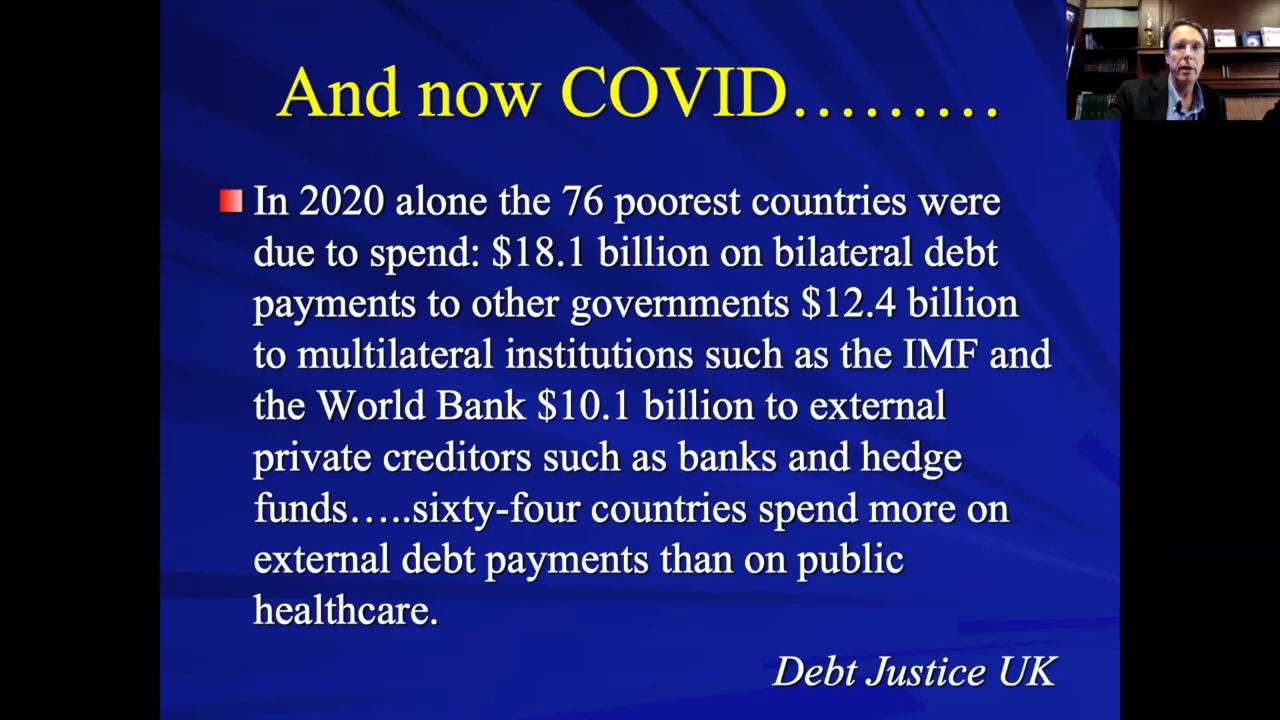 And now COVID………
In 2020 alone the 76 poorest countries were
due to spend: $18.1 billion on bilateral debt
payments to other governments $12.4 billion
to multilateral institutions such as the IMF and
the World Bank $10.1 billion to external
private creditors such as banks and hedge
funds…..sixty-four countries spend more on
external debt payments than on public
healthcare.
Debt Justice UK